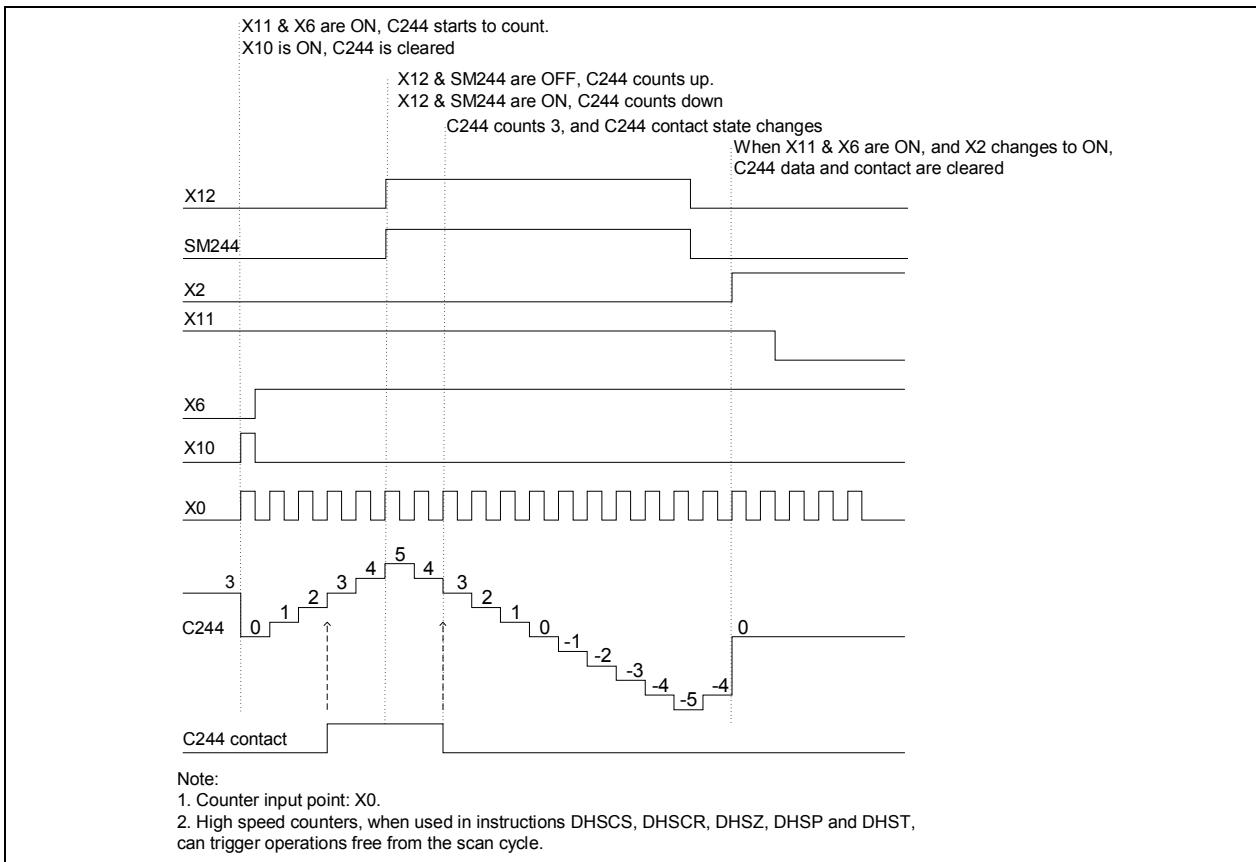 X11 & X6 are ON, C244 starts to count.
X10 is ON, C244 is cleared
X12 & SM244 are OFF, C244 counts up.
X12 & SM244 are ON, C244 counts down
C244 counts 3, and C244 contact state changes
When X11 & X6 are ON, and X2 changes to ON,
C244 data and contact are cleared
X12
SM244
X2
X11
X6
X10
X0
3 0 1 2 3 4 5 4 3 2 1 0 -1 -2 -3 -4 -5 -4 0
C244
C244 contact
Note:
1. Counter input point: X0.
2. High speed counters, when used in instructions DHSCS, DHSCR, DHSZ, DHSP and DHST,
can trigger operations free from the scan cycle.